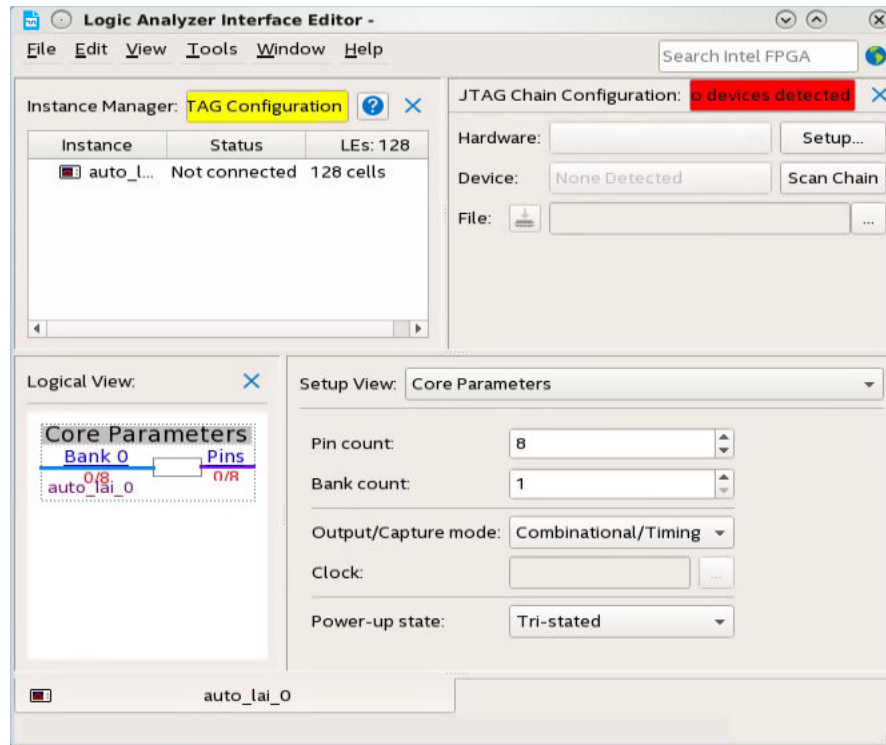 Logic Analyzer Interface Editor -
File Edit View Tools Window Help
Search Intel FPGA
Instance Manager: TAG Configuration
Instance Status LEs: 128
auto_l... Not connected 128 cells
JTAG Chain Configuration: o devices detected
Hardware: Setup...
Device: None Detected Scan Chain
File: ...
Logical View:
Core Parameters
Bank 0 Pins
0/8 0/8
auto_lai_0
Setup View: Core Parameters
Pin count: 8
Bank count: 1
Output/Capture mode: Combinational/Timing
Clock: ...
Power-up state: Tri-stated
auto_lai_0